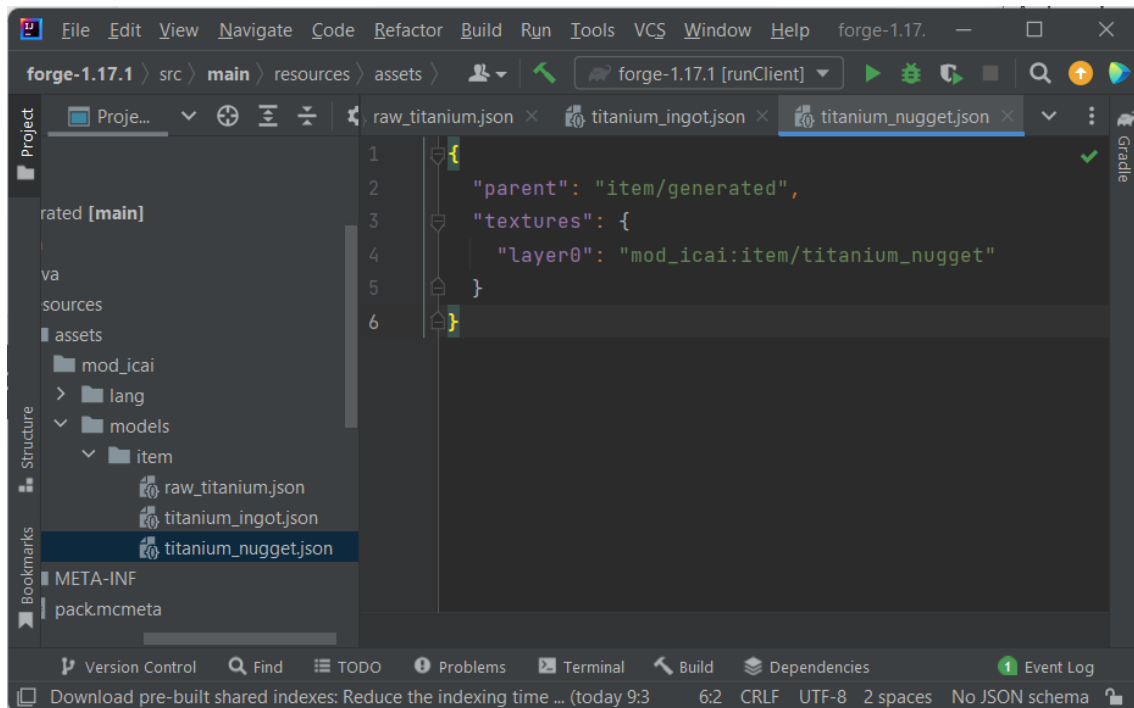 File Edit View Navigate Code Refactor Build Run Tools VCS Window Help forge-1.17.
forge-1.17.1 src main resources assets forge-1.17.1 [runClient]
Proje... raw_titanium.json titanium_ingot.json titanium_nugget.json
Project
Gradle
rated [main]
va
sources
assets
mod_icai
lang
models
item
raw_titanium.json
titanium_ingot.json
titanium_nugget.json
META-INF
pack.mcmeta
Structure
Bookmarks
1 {
2 "parent": "item/generated",
3 "textures": {
4 "layer0": "mod_icai:item/titanium_nugget"
5 }
6 }
Version Control Find TODO Problems Terminal Build Dependencies 1 Event Log
Download pre-built shared indexes: Reduce the indexing time ... (today 9:3 6:2 CRLF UTF-8 2 spaces No JSON schema